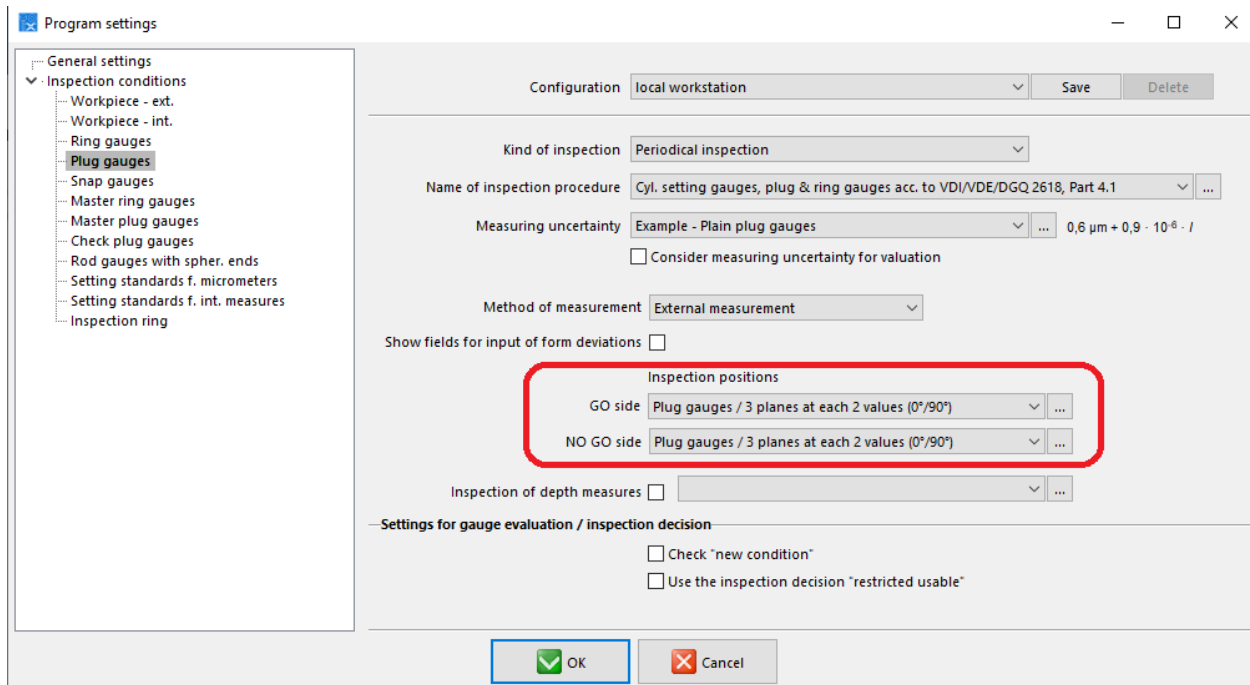 Program settings
General settings
Inspection conditions
Workpiece - ext.
Workpiece - int.
Ring gauges
Plug gauges
Snap gauges
Master ring gauges
Master plug gauges
Check plug gauges
Rod gauges with spher. ends
Setting standards f. micrometers
Setting standards f. int. measures
Inspection ring
Configuration local workstation Save Delete
Kind of inspection Periodical inspection
Name of inspection procedure Cyl. setting gauges, plug & ring gauges acc. to VDI/VDE/DGQ 2618, Part 4.1 ...
Measuring uncertainty Example - Plain plug gauges ... 0,6 µm + 0,9 · 10⁻⁶ · l
Consider measuring uncertainty for valuation
Method of measurement External measurement
Show fields for input of form deviations
Inspection positions
GO side Plug gauges / 3 planes at each 2 values (0°/90°) ...
NO GO side Plug gauges / 3 planes at each 2 values (0°/90°) ...
Inspection of depth measures ...
Settings for gauge evaluation / inspection decision
Check "new condition"
Use the inspection decision "restricted usable"
OK Cancel